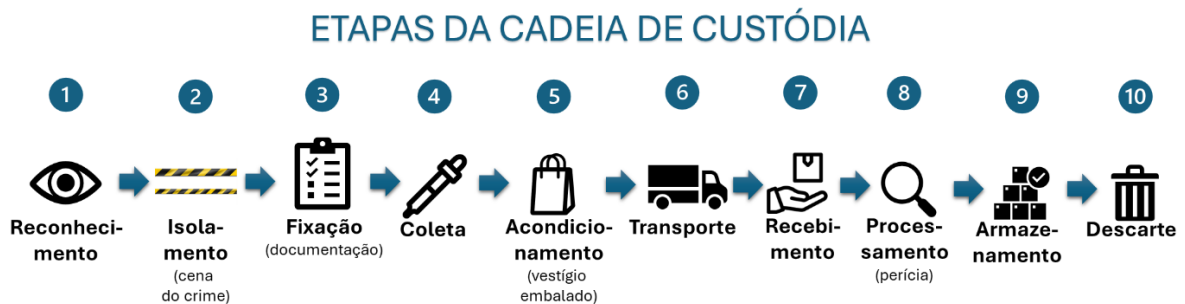 ETAPAS DA CADEIA DE CUSTÓDIA
1
2
3
4
5
6
7
8
9
10
Reconheci-
mento
Isola-
mento
(cena
do crime)
Fixação
(documentação)
Coleta
Acondicio-
namento
(vestígio
embalado)
Transporte
Recebi-
mento
Proces-
samento
(perícia)
Armaze-
namento
Descarte